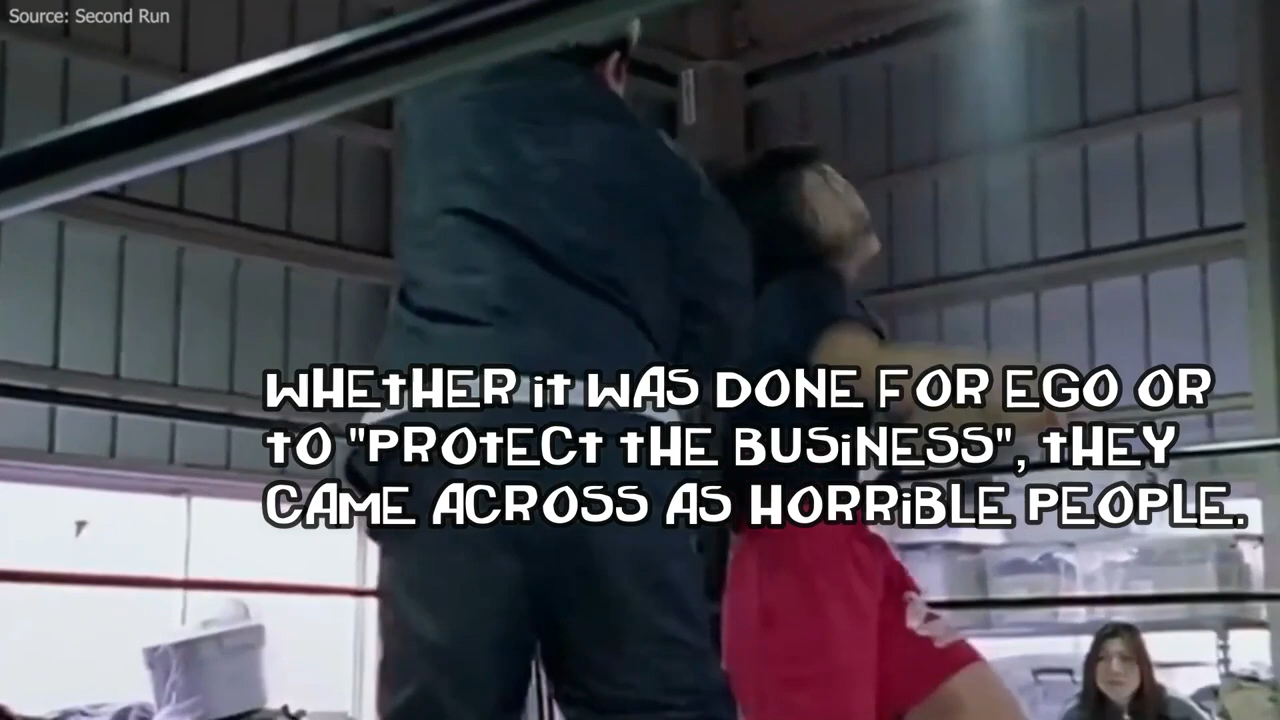 Source: Second Run
WHEtHER it WAS DONE FOR EGO OR
tO "PROtECt tHE BUSiNESS", tHEY
CAME ACROSS AS HORRiBLE PEOPLE.